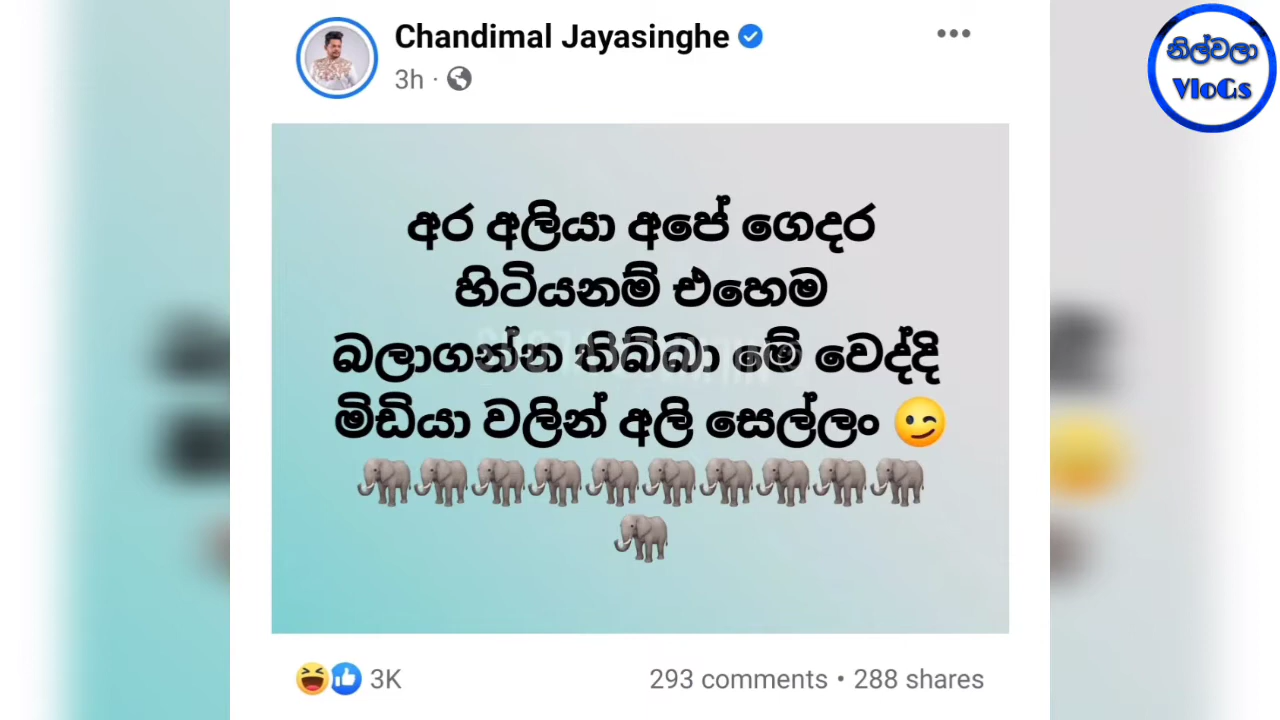 Chandimal Jayasinghe
3h ·
නිල්වලා
VloGs
අර අලියා අපේ ගෙදර
හිටියනම් එහෙම
බලාගන්න තිබ්බා මේ වෙද්දි
මිඩියා වලින් අලි සෙල්ලං 😉
🐘🐘🐘🐘🐘🐘🐘🐘🐘🐘
🐘
3K
293 comments • 288 shares